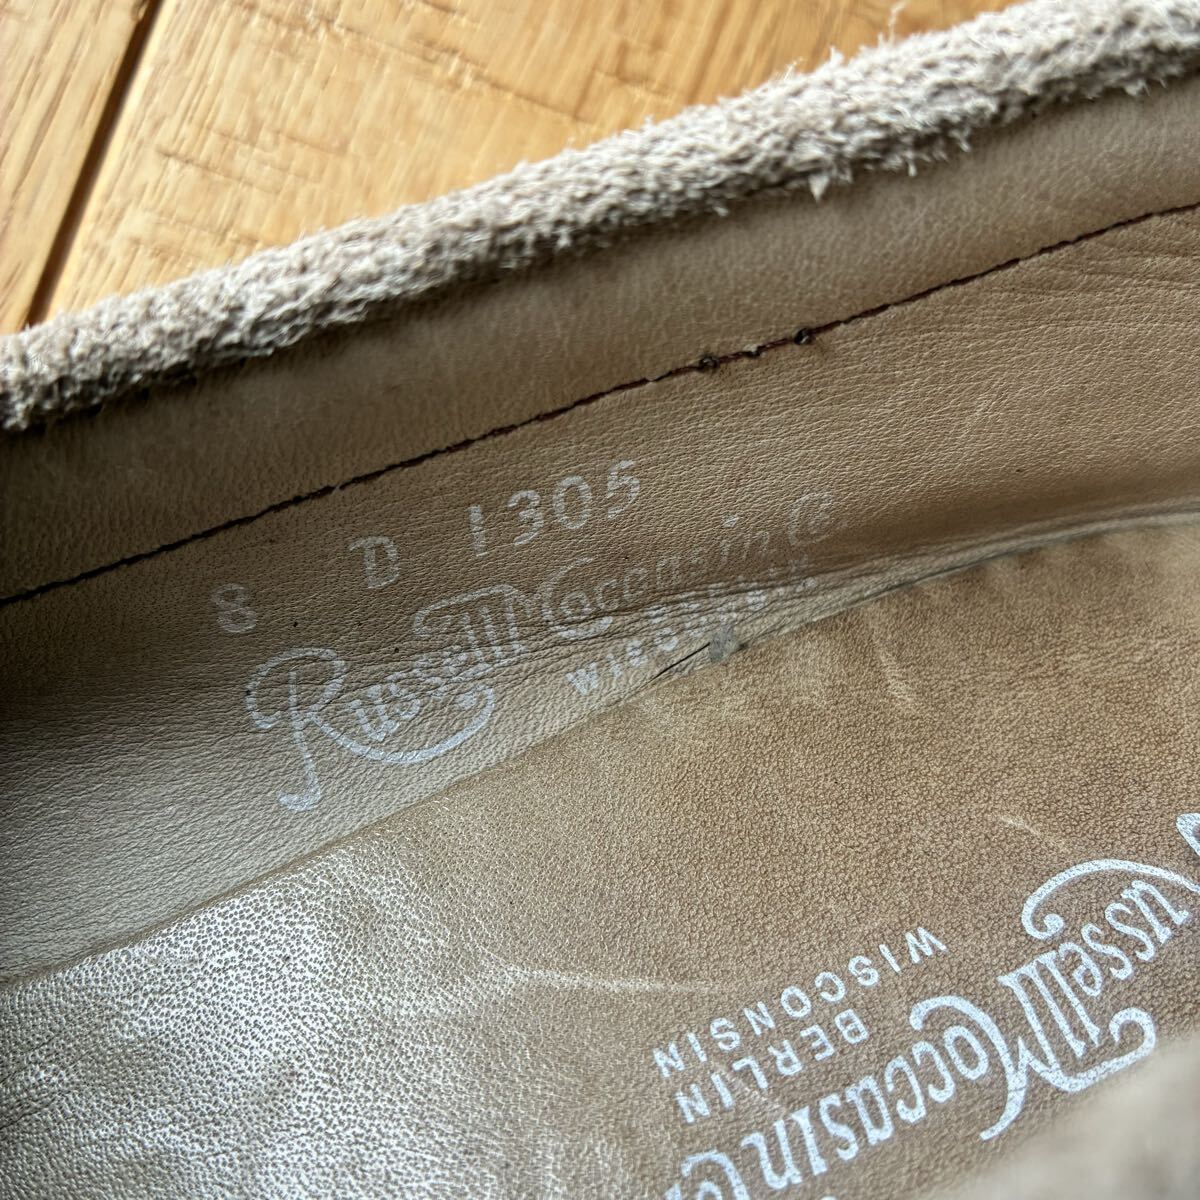 8 D 1305
Russell Moccasin Co
WISCONSIN
Russell Moccasin Co
BERLIN
WISCONSIN